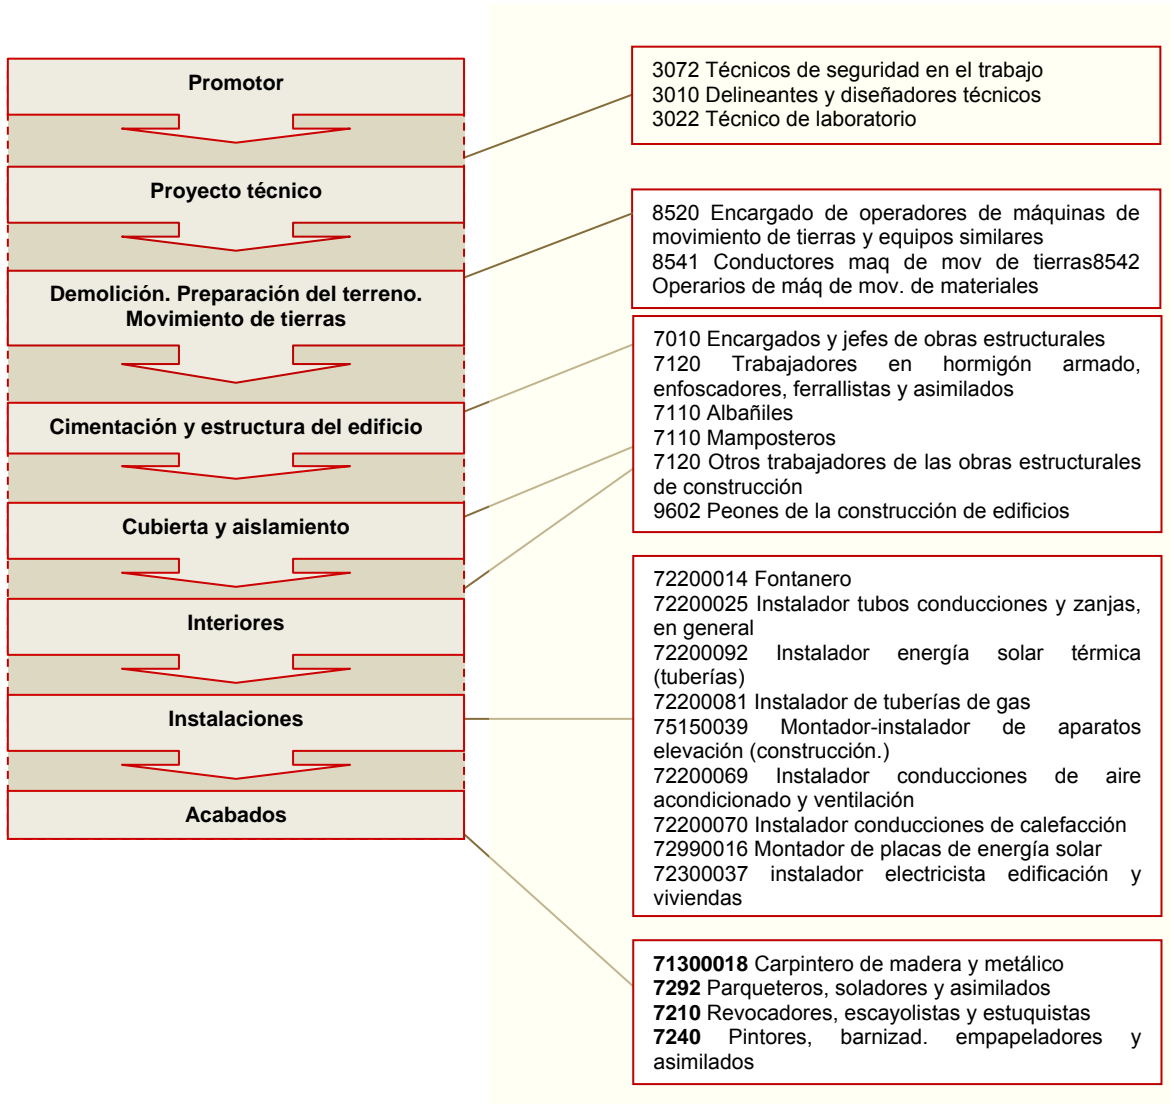 Promotor
Proyecto técnico
Demolición. Preparación del terreno.
Movimiento de tierras
Cimentación y estructura del edificio
Cubierta y aislamiento
Interiores
Instalaciones
Acabados
3072 Técnicos de seguridad en el trabajo
3010 Delineantes y diseñadores técnicos
3022 Técnico de laboratorio
8520 Encargado de operadores de máquinas de
movimiento de tierras y equipos similares
8541 Conductores maq de mov de tierras8542
Operarios de máq de mov. de materiales
7010 Encargados y jefes de obras estructurales
7120 Trabajadores en hormigón armado,
enfoscadores, ferrallistas y asimilados
7110 Albañiles
7110 Mamposteros
7120 Otros trabajadores de las obras estructurales
de construcción
9602 Peones de la construcción de edificios
72200014 Fontanero
72200025 Instalador tubos conducciones y zanjas,
en general
72200092 Instalador energía solar térmica
(tuberías)
72200081 Instalador de tuberías de gas
75150039 Montador-instalador de aparatos
elevación (construcción.)
72200069 Instalador conducciones de aire
acondicionado y ventilación
72200070 Instalador conducciones de calefacción
72990016 Montador de placas de energía solar
72300037 instalador electricista edificación y
viviendas
71300018 Carpintero de madera y metálico
7292 Parqueteros, soladores y asimilados
7210 Revocadores, escayolistas y estuquistas
7240 Pintores, barnizad. empapeladores y
asimilados